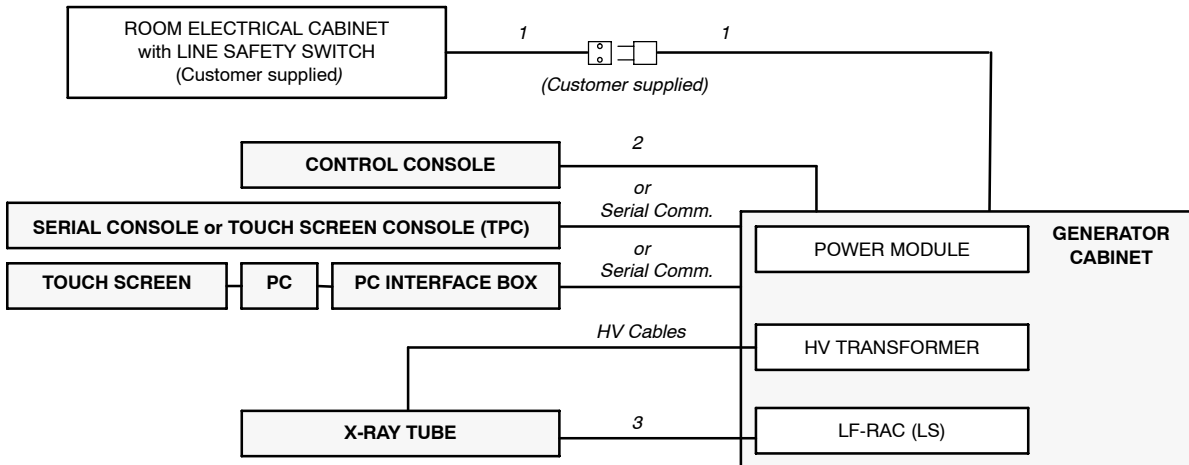 ROOM ELECTRICAL CABINET
with LINE SAFETY SWITCH
(Customer supplied)
1
1
(Customer supplied)
CONTROL CONSOLE
2
or
Serial Comm.
SERIAL CONSOLE or TOUCH SCREEN CONSOLE (TPC)
or
Serial Comm.
TOUCH SCREEN
PC
PC INTERFACE BOX
GENERATOR
CABINET
POWER MODULE
HV Cables
HV TRANSFORMER
X-RAY TUBE
3
LF-RAC (LS)